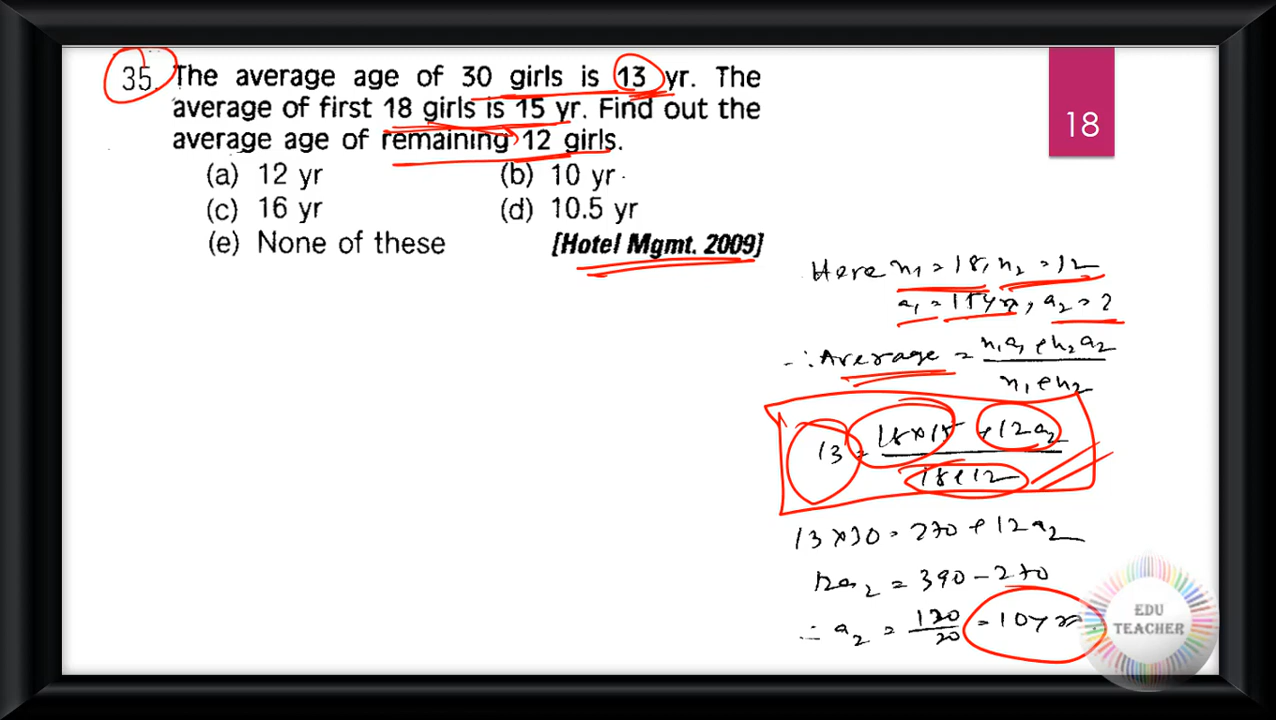 35. The average age of 30 girls is 13 yr. The
average of first 18 girls is 15 yr. Find out the
average age of remaining 12 girls.
(a) 12 yr (b) 10 yr
(c) 16 yr (d) 10.5 yr
(e) None of these [Hotel Mgmt. 2009]
18
Here n₁ = 18, n₂ = 12
a₁ = 15 yr, a₂ = ?
∴ Average = n₁a₁ + n₂a₂
n₁ + n₂
13 = 18×15 + 12a₂
18+12
13×30 = 270 + 12a₂
12a₂ = 390 - 270
∴ a₂ = 120/20 = 10 yr
EDU
TEACHER